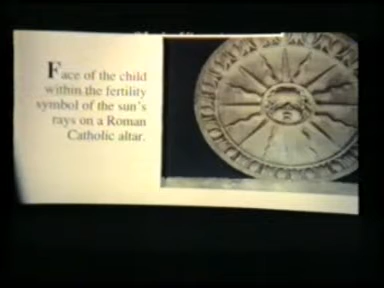 Face of the child
within the fertility
symbol of the sun's
rays on a Roman
Catholic altar.